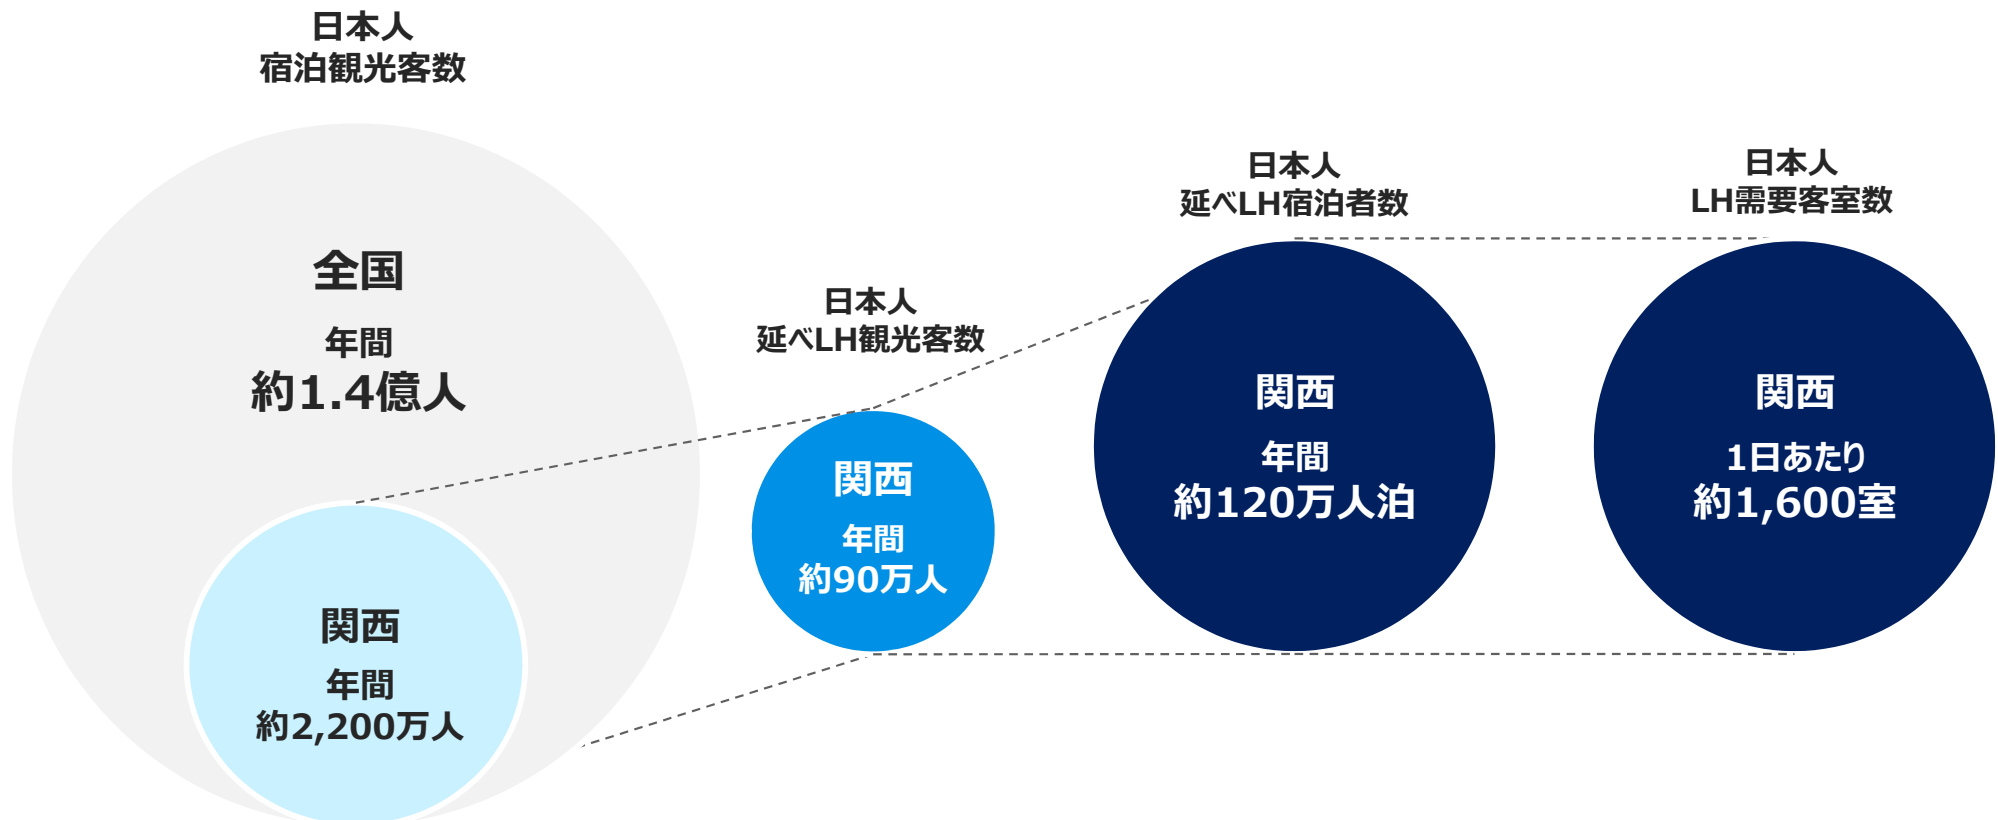 日本人
宿泊観光客数
全国
年間
約1.4億人
関西
年間
約2,200万人
日本人
延べLH観光客数
関西
年間
約90万人
日本人
延べLH宿泊者数
関西
年間
約120万人泊
日本人
LH需要客室数
関西
1日あたり
約1,600室